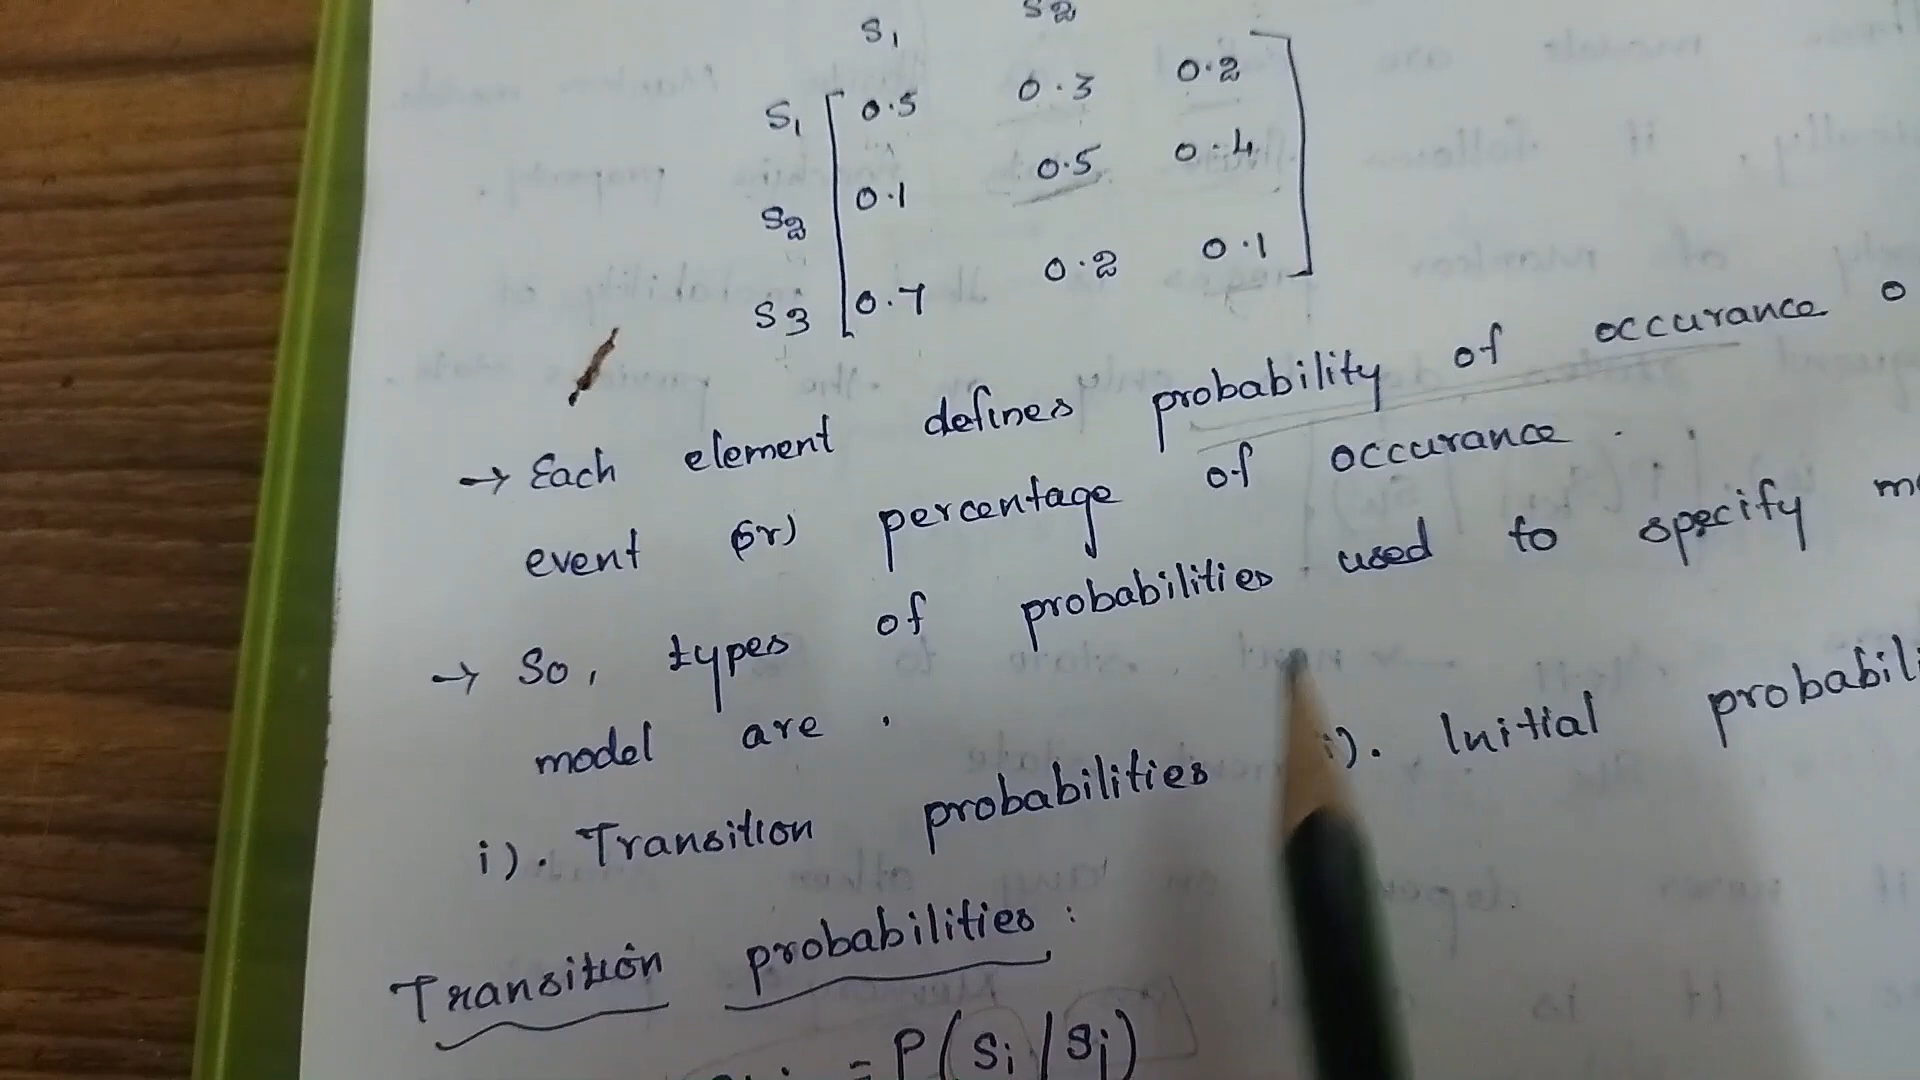 S1 S2
S1 0.5 0.3 0.2
S2 0.1 0.5 0.4
S3 0.7 0.2 0.1
→ Each element defines probability of occurance
event (or) percentage of occurance.
→ So, types of probabilities used to specify
model are.
i). Transition probabilities Initial
Transition probabilities:
= P(Si/Sj)